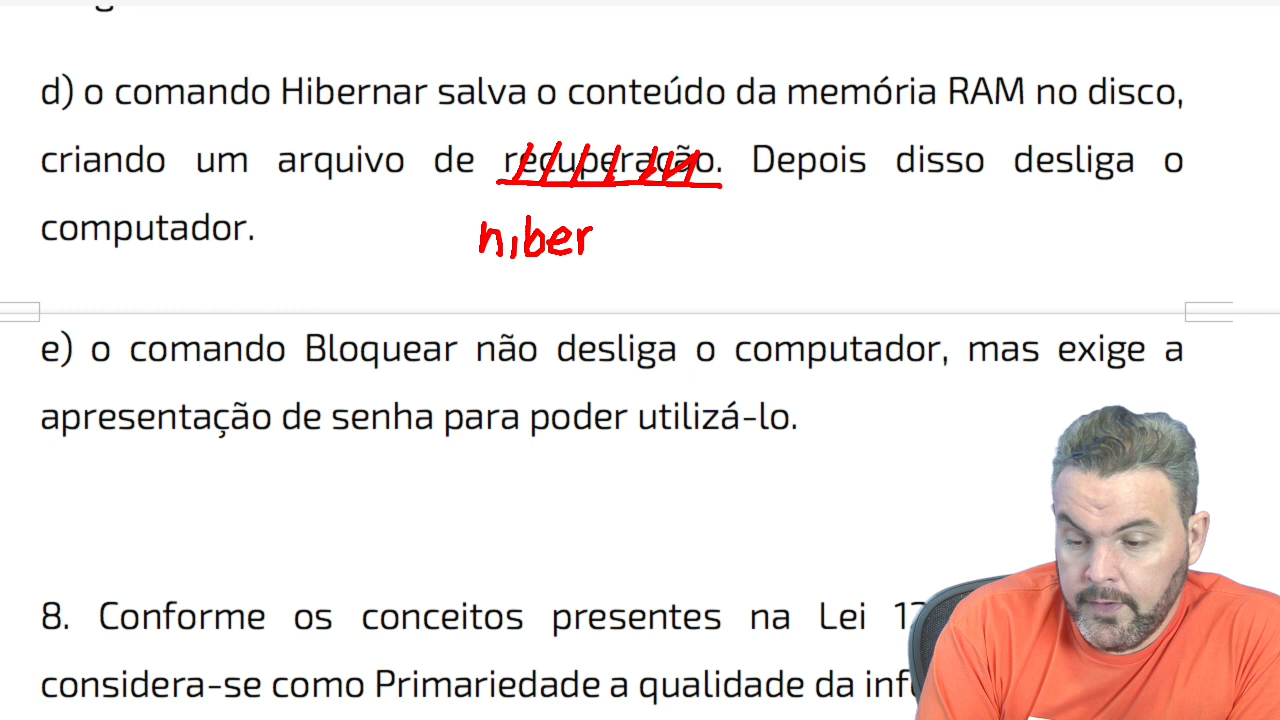 d) o comando Hibernar salva o conteúdo da memória RAM no disco,
criando um arquivo de recuperação. Depois disso desliga o
computador.
hiber
e) o comando Bloquear não desliga o computador, mas exige a
apresentação de senha para poder utilizá-lo.
8. Conforme os conceitos presentes na Lei
considera-se como Primariedade a qualidade da